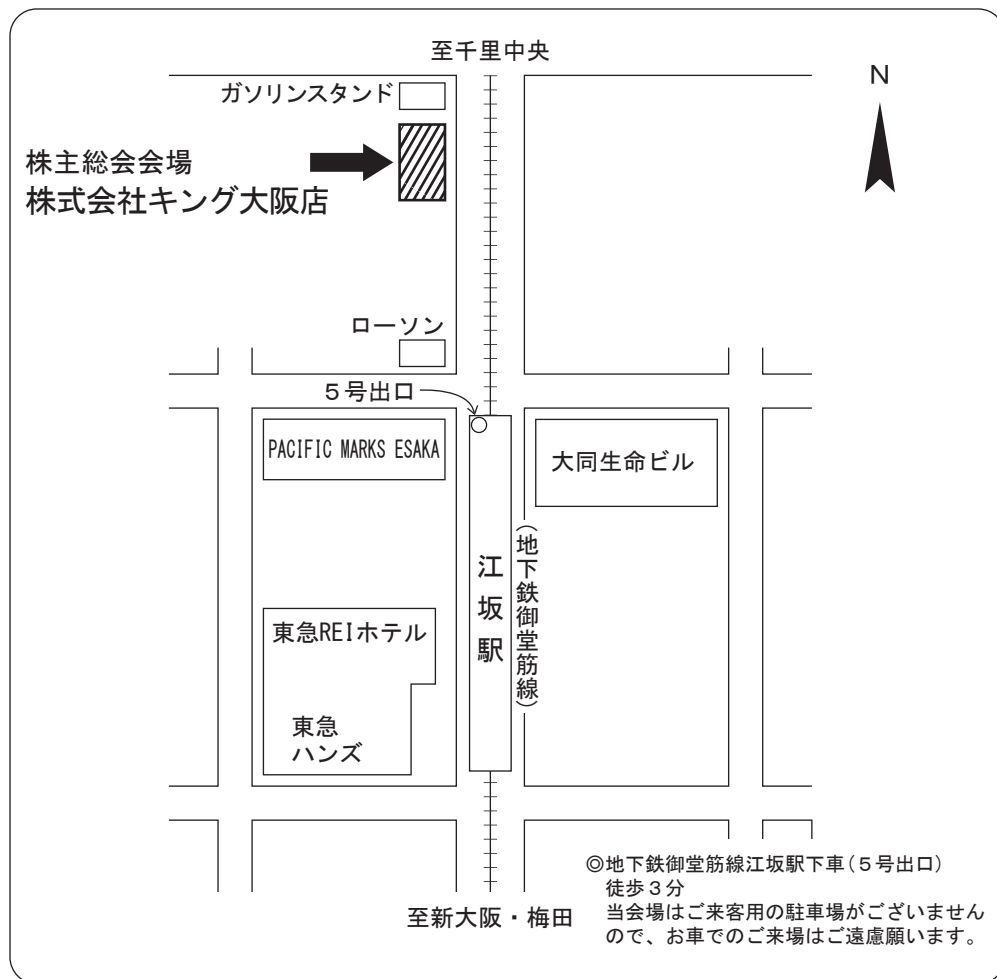 至千里中央
N
ガソリンスタンド
株主総会会場
株式会社キング大阪店
ローソン
5号出口
PACIFIC MARKS ESAKA
大同生命ビル
江坂駅
(地下鉄御堂筋線)
東急REIホテル
東急
ハンズ
◎地下鉄御堂筋線江坂駅下車(5号出口)
徒歩3分
当会場はご来客用の駐車場がございません
ので、お車でのご来場はご遠慮願います。
至新大阪・梅田